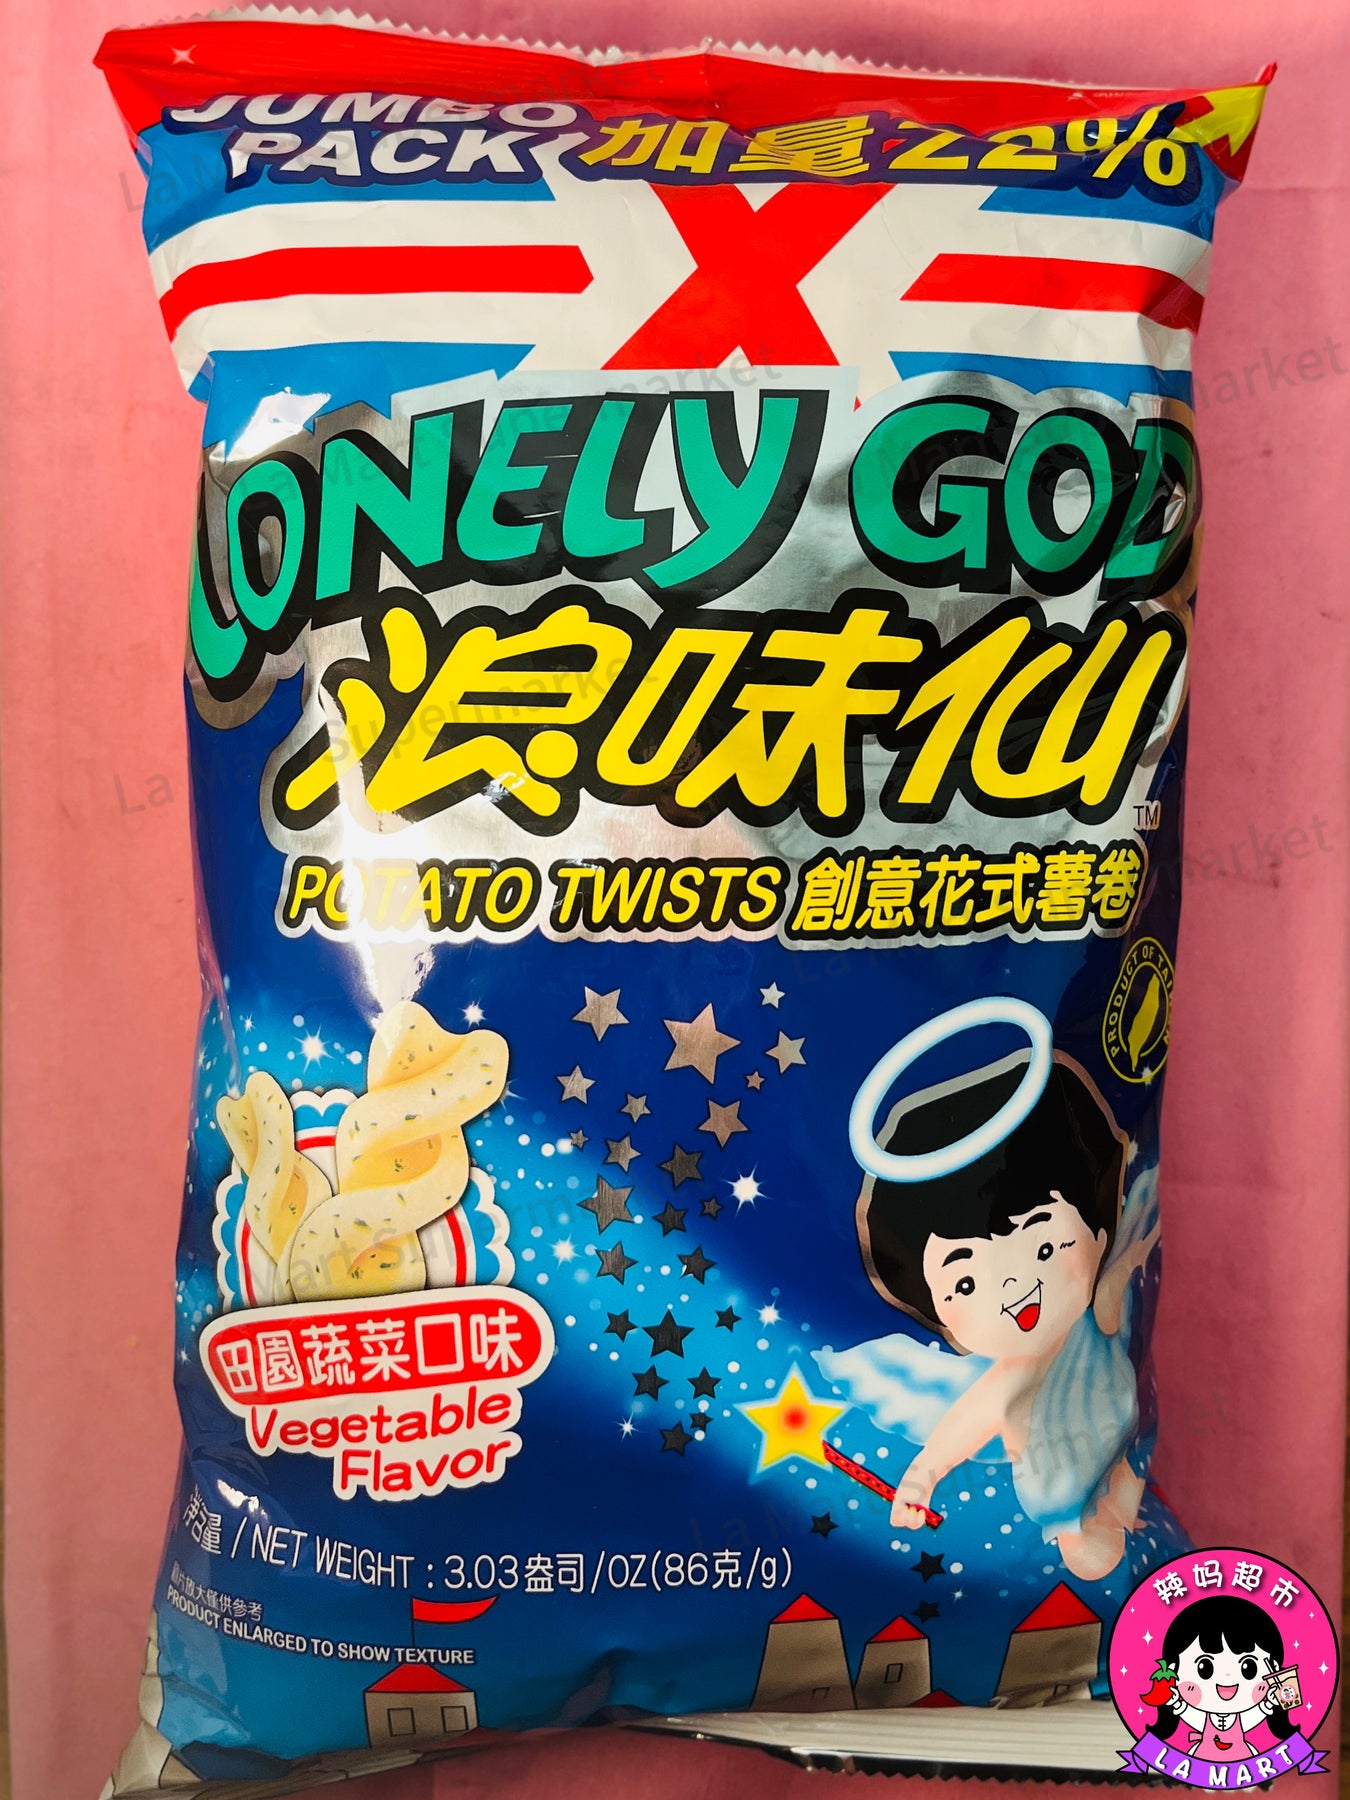 JUMBO
PACK 加量22%
LONELY GOD
浪味仙
TM
POTATO TWISTS 創意花式薯卷
PRODUCT OF TAIWAN
田園蔬菜口味
Vegetable
Flavor
淨含量 / NET WEIGHT : 3.03盎司/OZ(86克/g)
圖片放大僅供參考
PRODUCT ENLARGED TO SHOW TEXTURE
辣妈超市
LA MART
La Mart Supermarket